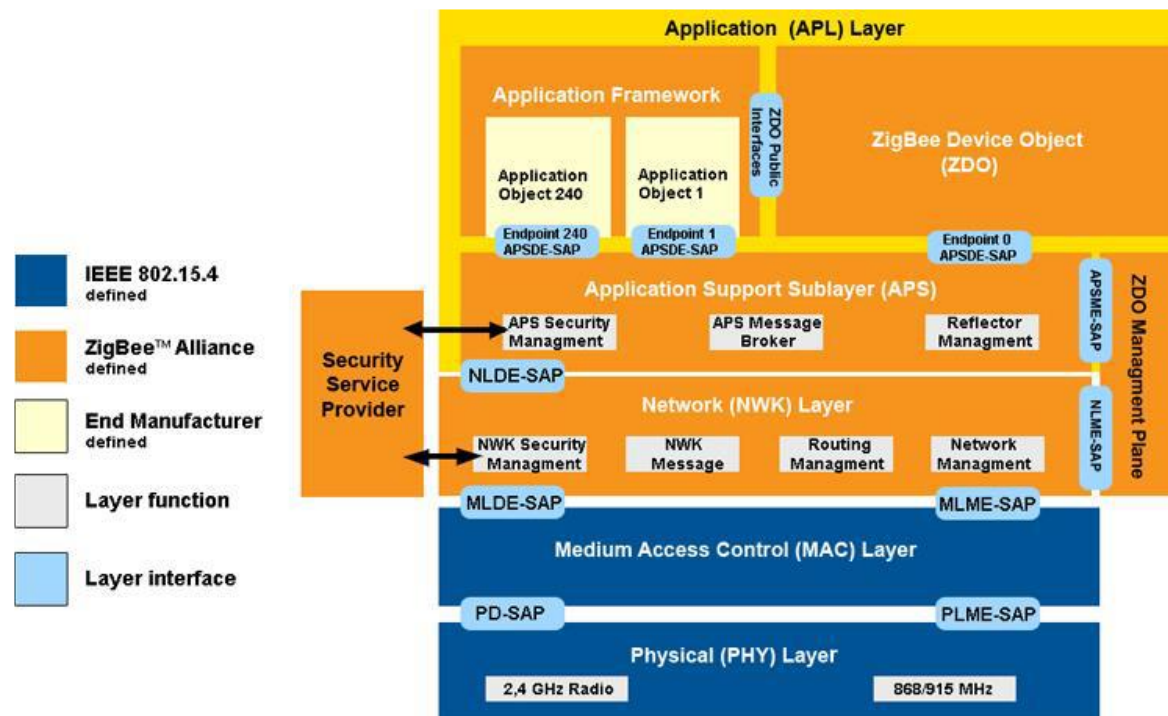 Application (APL) Layer
Application Framework
ZDO Public
Interfaces
ZigBee Device Object
(ZDO)
Application
Object 240
Application
Object 1
Endpoint 240
APSDE-SAP
Endpoint 1
APSDE-SAP
Endpoint 0
APSDE-SAP
IEEE 802.15.4
defined
ZigBee™ Alliance
defined
End Manufacturer
defined
Layer function
Layer interface
Security
Service
Provider
Application Support Sublayer (APS)
APS Security
Managment
APS Message
Broker
Reflector
Managment
APSME-SAP
ZDO Managment Plane
NLDE-SAP
Network (NWK) Layer
NWK Security
Managment
NWK
Message
Routing
Managment
Network
Managment
NLME-SAP
MLDE-SAP
MLME-SAP
Medium Access Control (MAC) Layer
PD-SAP
PLME-SAP
Physical (PHY) Layer
2,4 GHz Radio
868/915 MHz